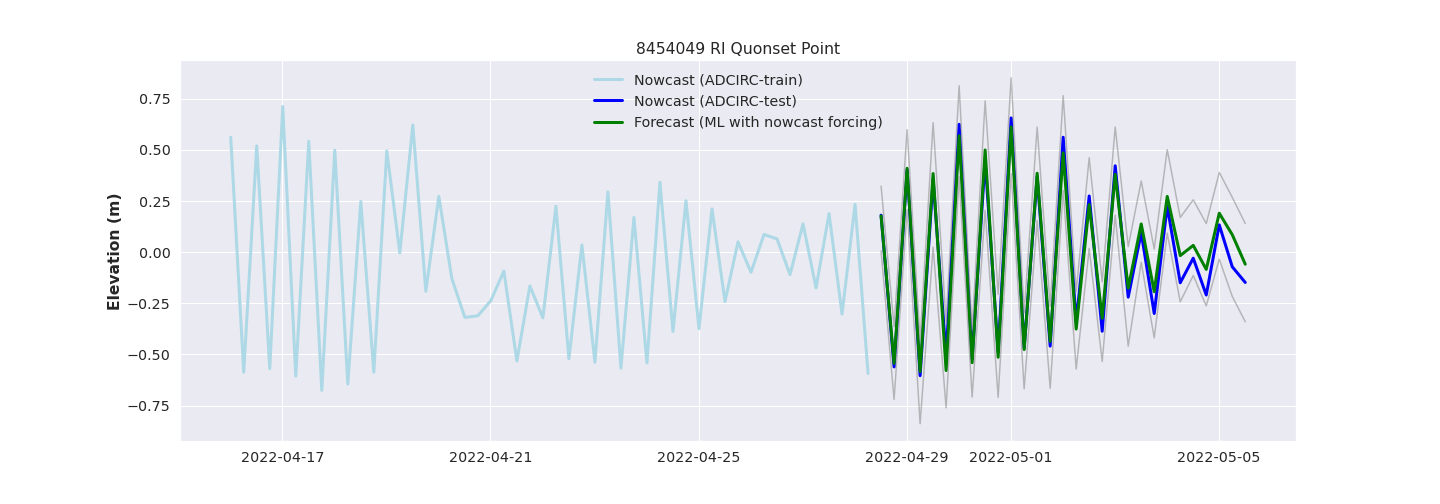 8454049 RI Quonset Point
Nowcast (ADCIRC-train)
Nowcast (ADCIRC-test)
Forecast (ML with nowcast forcing)
Elevation (m)
0.75
0.50
0.25
0.00
−0.25
−0.50
−0.75
2022-04-17 2022-04-21 2022-04-25 2022-04-29 2022-05-01 2022-05-05